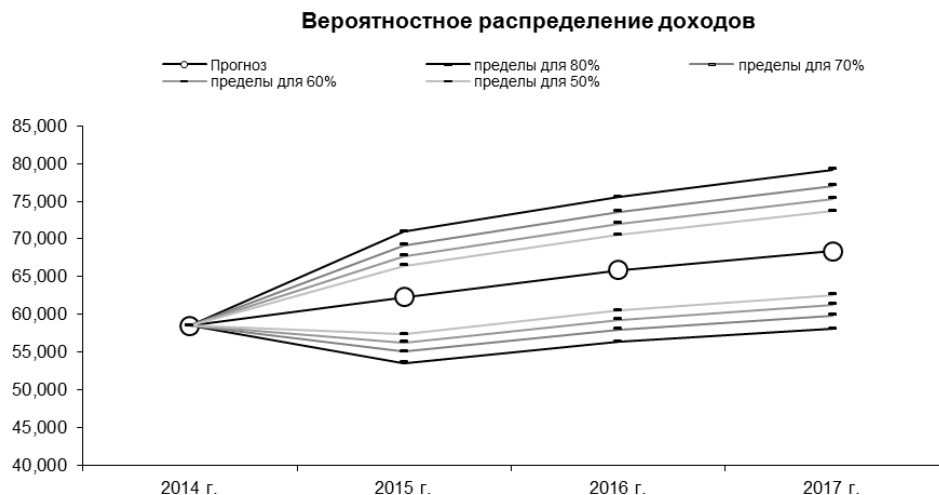 Вероятностное распределение доходов
Прогноз
пределы для 80%
пределы для 70%
пределы для 60%
пределы для 50%
85,000
80,000
75,000
70,000
65,000
60,000
55,000
50,000
45,000
40,000
2014 г.
2015 г.
2016 г.
2017 г.